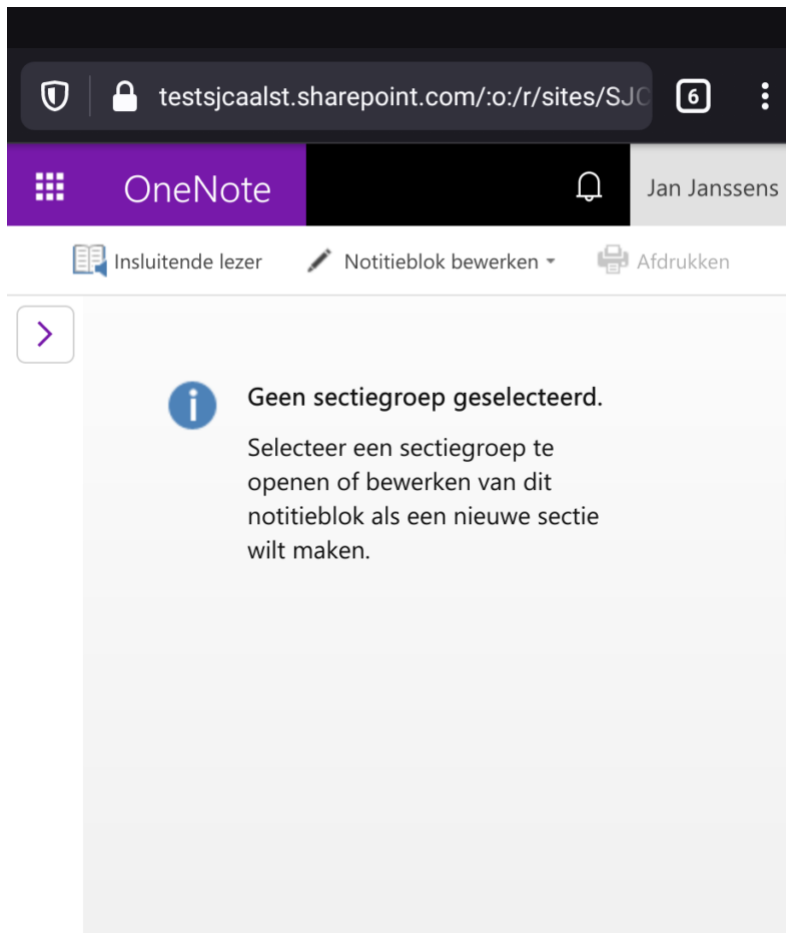 testsjcaalst.sharepoint.com/:o:/r/sites/SJC
6
OneNote
Jan Janssens
Insluitende lezer
Notitieblok bewerken
Afdrukken
Geen sectiegroep geselecteerd.
Selecteer een sectiegroep te
openen of bewerken van dit
notitieblok als een nieuwe sectie
wilt maken.